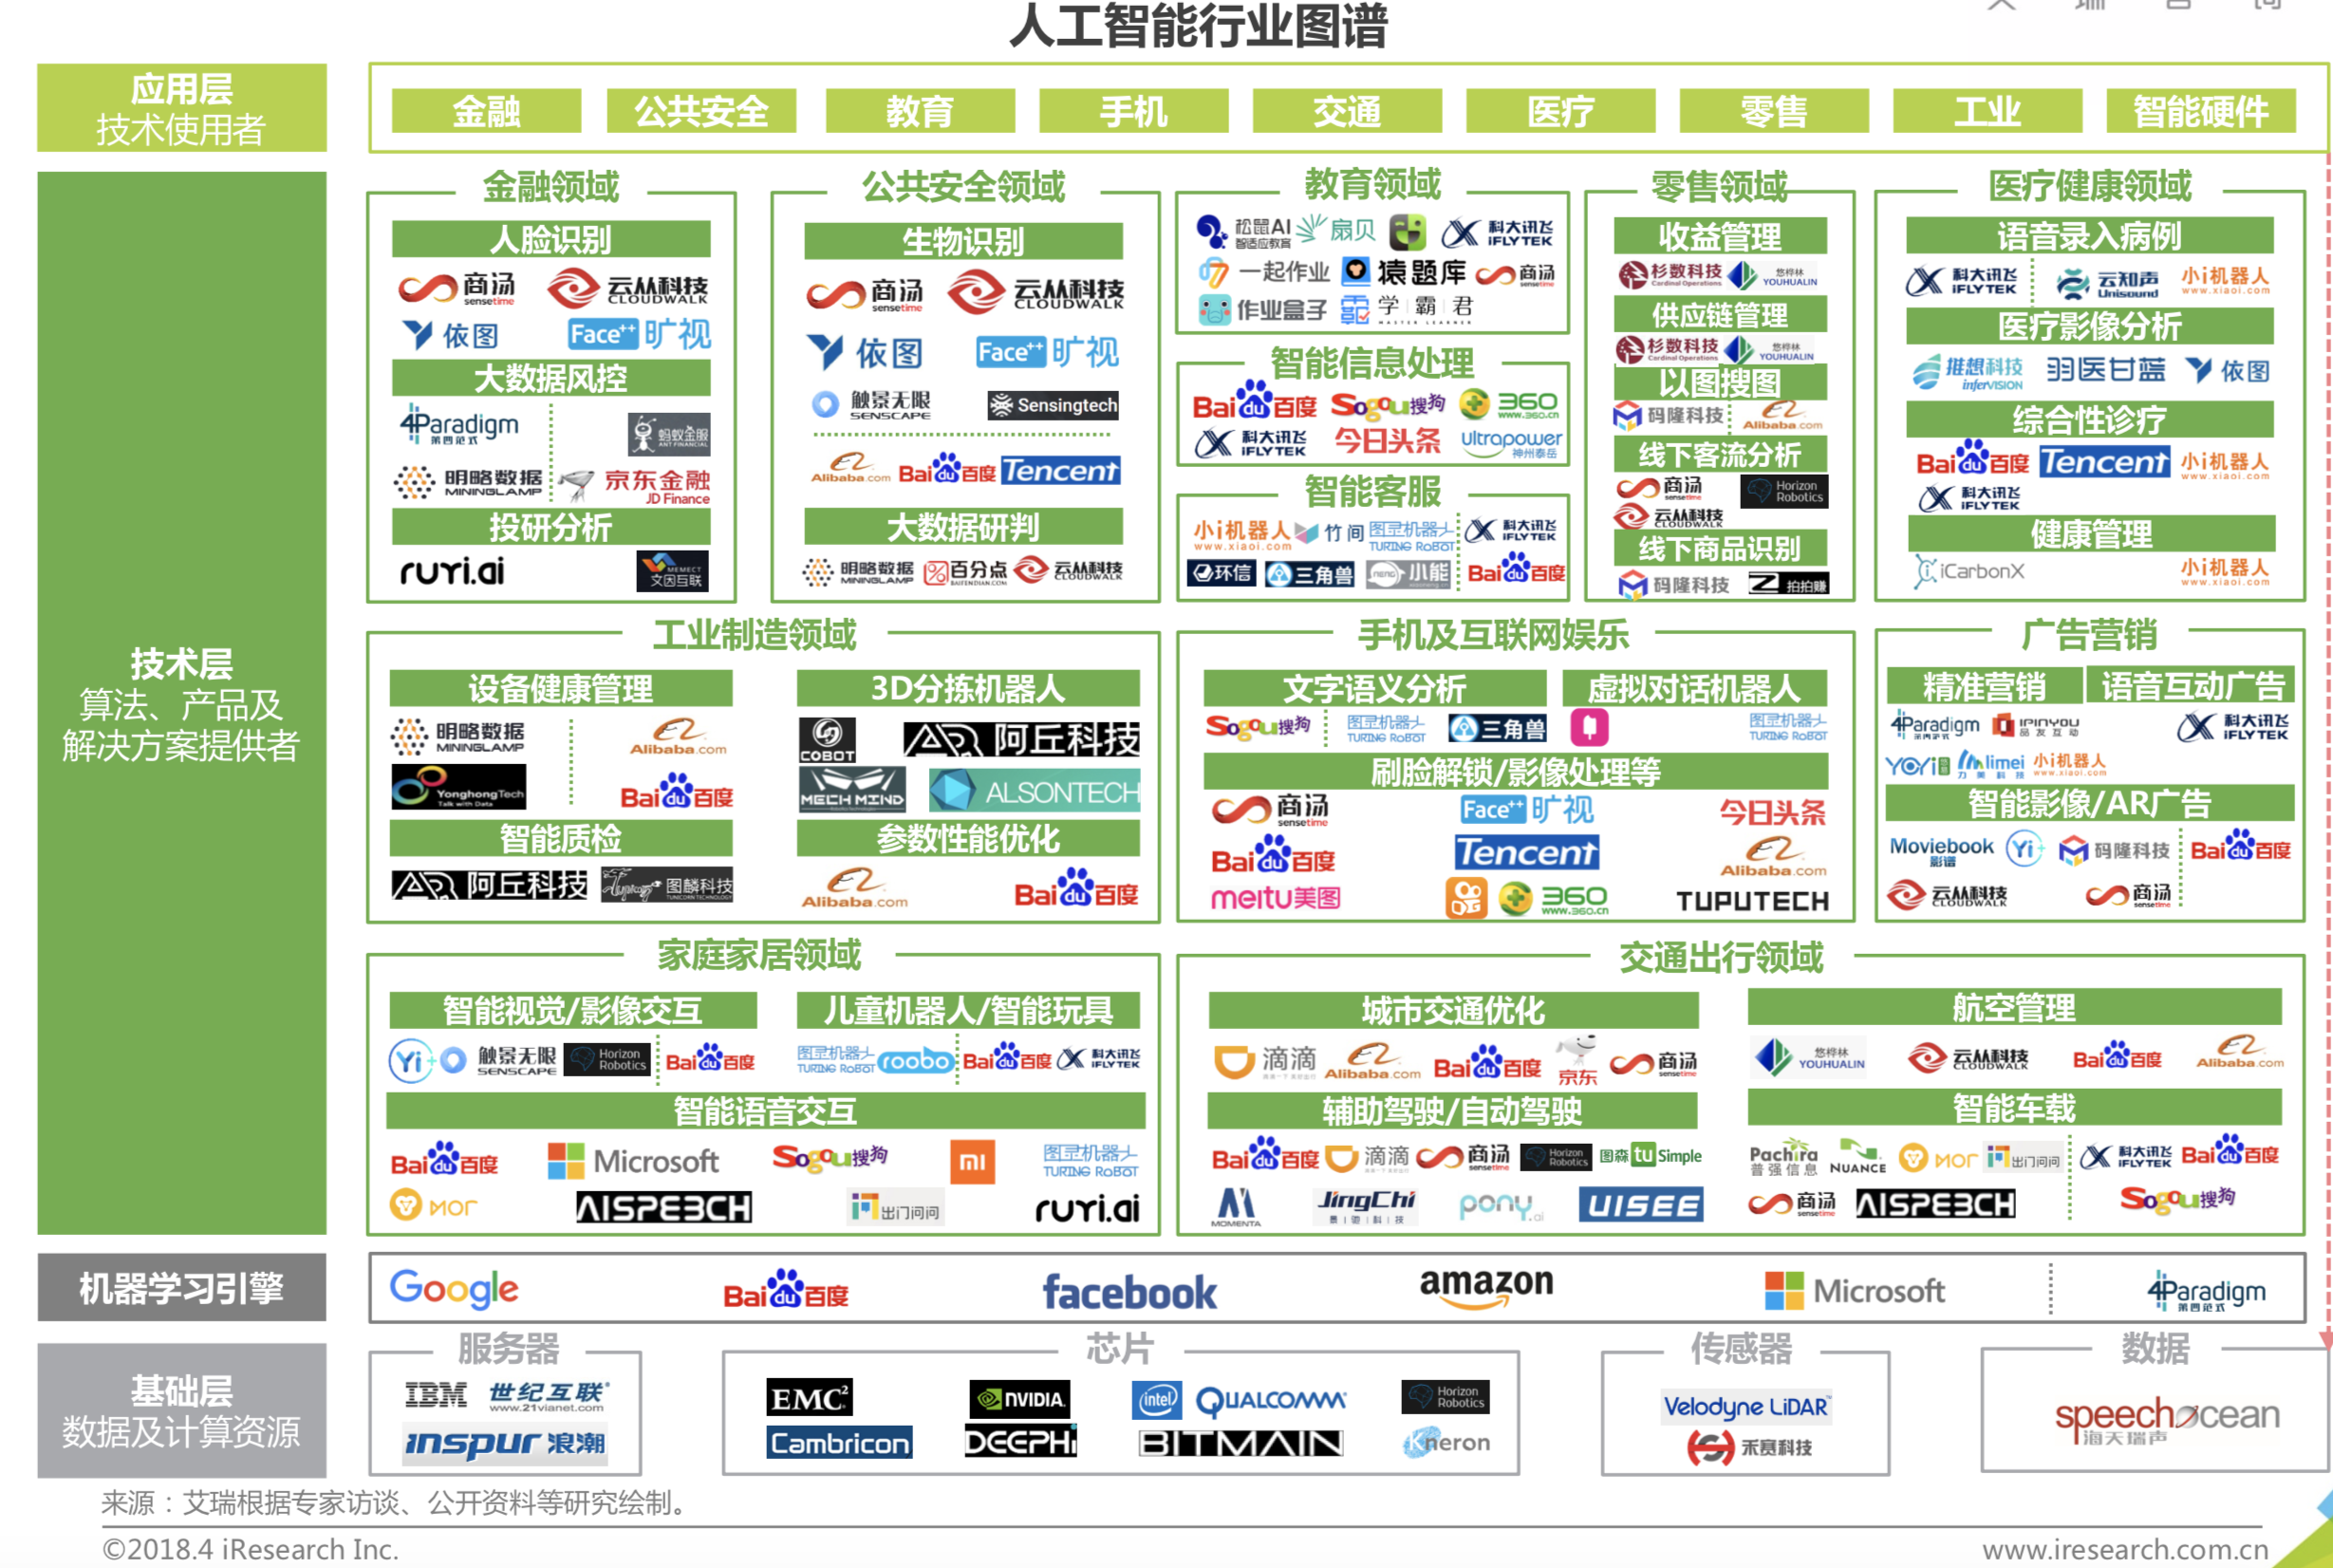 人工智能行业图谱
应用层
技术使用者
金融 公共安全 教育 手机 交通 医疗 零售 工业 智能硬件
技术层
算法、产品及
解决方案提供者
金融领域
人脸识别
商汤 sensetime 云从科技 CLOUDWALK
依图 Face++ 旷视
大数据风控
4Paradigm 第四范式 蚂蚁金服 ANT FINANCIAL
明略数据 MININGLAMP 京东金融 JD Finance
投研分析
ruyi.ai MEMECT 文因互联
公共安全领域
生物识别
商汤 sensetime 云从科技 CLOUDWALK
依图 Face++ 旷视
触景无限 SENSCAPE Sensingtech
Alibaba.com Baidu百度 Tencent
大数据研判
明略数据 MININGLAMP 百分点 BAIFENDIAN.COM 云从科技 CLOUDWALK
教育领域
松鼠AI 智适应教育 扇贝 科大讯飞 iFLYTEK
一起作业 猿题库 商汤 sensetime
作业盒子 学霸君 MASTER LEARNER
智能信息处理
Baidu百度 Sogou搜狗 360 www.360.cn
科大讯飞 iFLYTEK 今日头条 ultrapower 神州泰岳
智能客服
小i机器人 www.xiaoi.com 竹间 图灵机器人 TURING ROBOT 科大讯飞 iFLYTEK
环信 三角兽 小能 Baidu百度
零售领域
收益管理
杉数科技 Cardinal Operations 悠桦林 YOUHUALIN
供应链管理
杉数科技 Cardinal Operations 悠桦林 YOUHUALIN
以图搜图
码隆科技 Alibaba.com
线下客流分析
商汤 sensetime Horizon Robotics
云从科技 CLOUDWALK
线下商品识别
码隆科技 拍拍赚
医疗健康领域
语音录入病例
科大讯飞 iFLYTEK 云知声 Unisound 小i机器人 www.xiaoi.com
医疗影像分析
推想科技 inferVISION 羽医甘蓝 依图
综合性诊疗
Baidu百度 Tencent 小i机器人 www.xiaoi.com
科大讯飞 iFLYTEK
健康管理
iCarbonX 小i机器人 www.xiaoi.com
工业制造领域
设备健康管理
明略数据 MININGLAMP Alibaba.com
YonghongTech Talk with Data Baidu百度
智能质检
阿丘科技 图麟科技
3D分拣机器人
COBOT 阿丘科技
MECH MIND ALSONTECH
参数性能优化
Alibaba.com Baidu百度
手机及互联网娱乐
文字语义分析 虚拟对话机器人
Sogou搜狗 图灵机器人 TURING ROBOT 三角兽 图灵机器人 TURING ROBOT
刷脸解锁/影像处理等
商汤 sensetime Face++ 旷视 今日头条
Baidu百度 Tencent Alibaba.com
meitu美图 360 www.360.cn TUPUTECH
广告营销
精准营销 语音互动广告
4Paradigm 第四范式 iPINYOU 品友互动 科大讯飞 iFLYTEK
YOYi limei 力美科技 小i机器人 www.xiaoi.com
智能影像/AR广告
Moviebook 影谱 Yi+ 码隆科技 Baidu百度
云从科技 CLOUDWALK 商汤 sensetime
家庭家居领域
智能视觉/影像交互 儿童机器人/智能玩具
Yi+ 触景无限 SENSCAPE Horizon Robotics Baidu百度 图灵机器人 TURING ROBOT roobo Baidu百度 科大讯飞 iFLYTEK
智能语音交互
Baidu百度 Microsoft Sogou搜狗 MI 图灵机器人 TURING ROBOT
MOR AISPEECH 出门问问 ruyi.ai
交通出行领域
城市交通优化
滴滴 Alibaba.com Baidu百度 京东 商汤 sensetime
辅助驾驶/自动驾驶
Baidu百度 滴滴 商汤 sensetime Horizon Robotics 图森 tuSimple
MOMENTA JingChi 景驰科技 pony.ai UISEE
航空管理
悠桦林 YOUHUALIN 云从科技 CLOUDWALK Baidu百度 Alibaba.com
智能车载
Pachira 普强信息 NUANCE MOR 出门问问 科大讯飞 iFLYTEK Baidu百度
商汤 sensetime AISPEECH Sogou搜狗
机器学习引擎
Google Baidu百度 facebook amazon Microsoft 4Paradigm 第四范式
基础层
数据及计算资源
服务器
IBM 世纪互联 www.21vianet.com
inspur 浪潮
芯片
EMC² NVIDIA. intel QUALCOMM Horizon Robotics
Cambricon DEEPHi BITMAIN Kneron
传感器
Velodyne LiDAR
禾赛科技
数据
speechocean
海天瑞声
来源：艾瑞根据专家访谈、公开资料等研究绘制。
©2018.4 iResearch Inc.
www.iresearch.com.cn